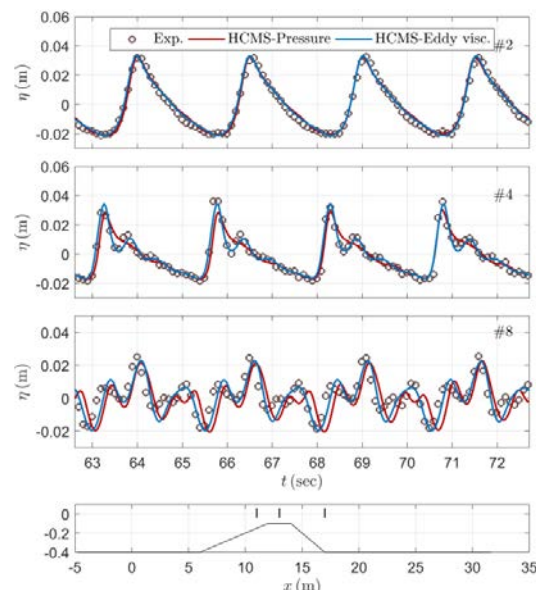 0.06
Exp. HCMS-Pressure HCMS-Eddy visc.
#2
0.04
η (m)
0.02
0
-0.02
0.06
#4
0.04
η (m)
0.02
0
-0.02
#8
0.04
η (m)
0.02
0
-0.02
63 64 65 66 67 68 69 70 71 72
t (sec)
0
-0.2
-0.4
-5 0 5 10 15 20 25 30 35
x (m)